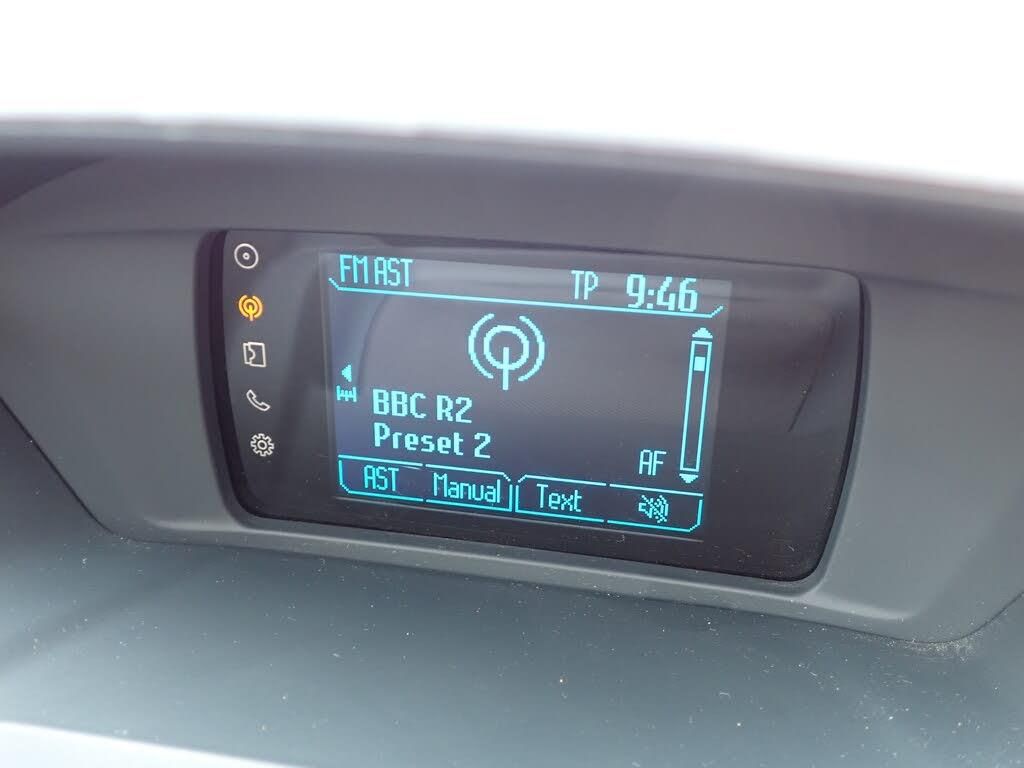 FM AST TP 9:46
BBC R2
Preset 2
AF
AST Manual Text